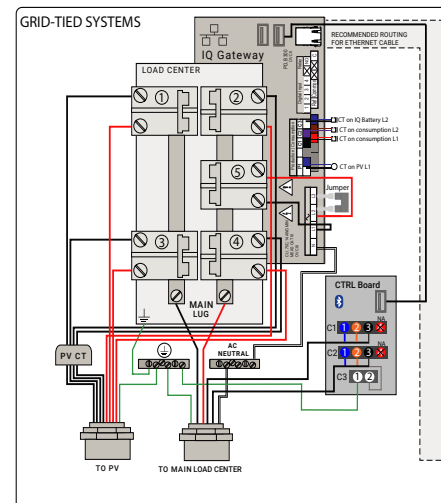 GRID-TIED SYSTEMS
RECOMMENDED ROUTING
FOR ETHERNET CABLE
IQ Gateway
LOAD CENTER
1
2
CT on IQ Battery L2
CT on consumption L2
CT on consumption L1
CT on PV L1
5
Jumper
3
4
MAIN
LUG
CTRL Board
C1 1 2 3 NA
C2 1 2 3 NA
C3 1 2
AC
NEUTRAL
PV CT
TO PV
TO MAIN LOAD CENTER